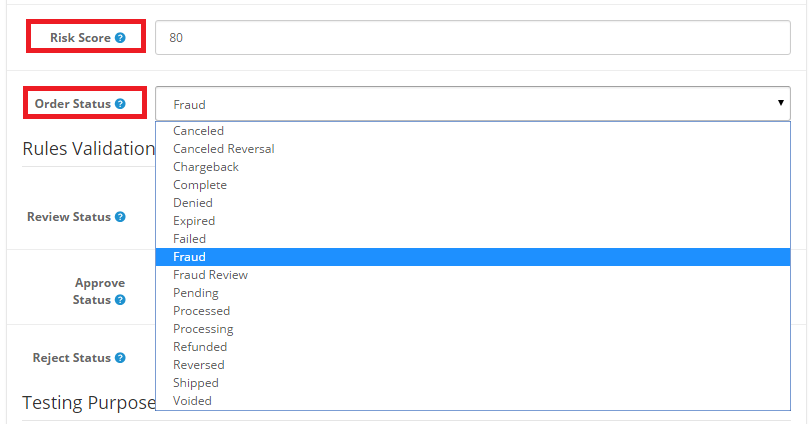 Risk Score ?
80
Order Status ?
Fraud
Canceled
Canceled Reversal
Chargeback
Complete
Denied
Expired
Failed
Fraud
Fraud Review
Pending
Processed
Processing
Refunded
Reversed
Shipped
Voided
Rules Validation
Review Status ?
Approve
Status ?
Reject Status ?
Testing Purpose